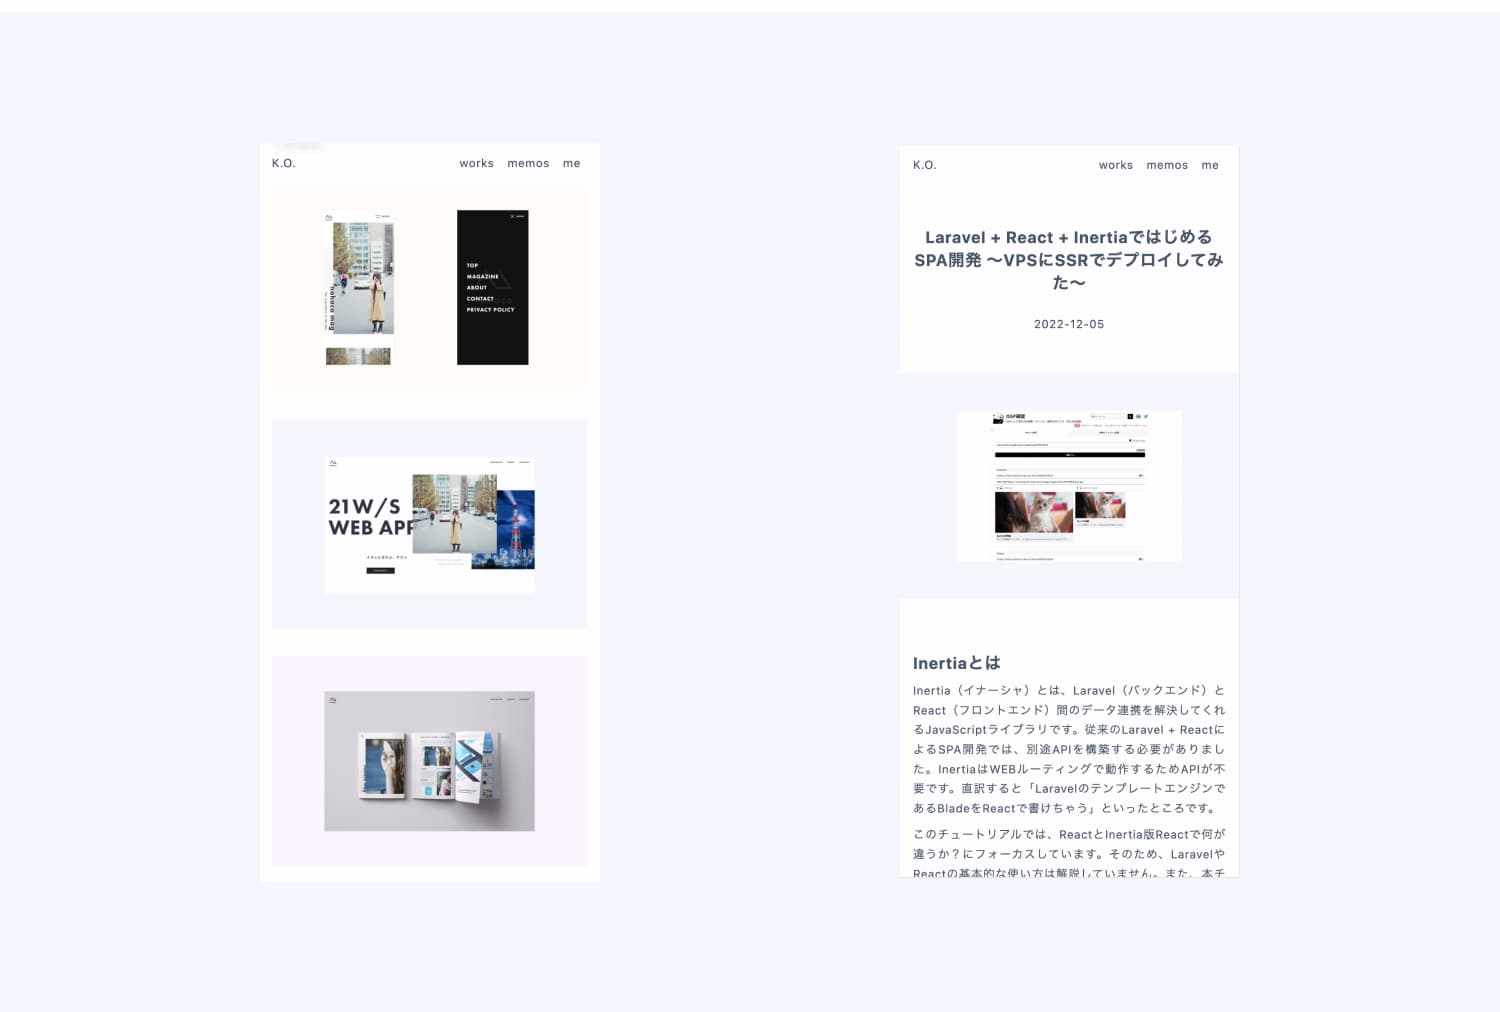 K.O.
works memos me
nohaco mag
TOP
MAGAZINE
ABOUT
CONTACT
PRIVACY POLICY
21W/S
WEB APP
K.O.
works memos me
Laravel + React + Inertiaではじめる
SPA開発 〜VPSにSSRでデプロイしてみ
た〜
2022-12-05
OGP確認
Inertiaとは
Inertia（イナーシャ）とは、Laravel（バックエンド）と
React（フロントエンド）間のデータ連携を解決してくれ
るJavaScriptライブラリです。従来のLaravel + Reactに
よるSPA開発では、別途APIを構築する必要がありまし
た。InertiaはWEBルーティングで動作するためAPIが不
要です。直訳すると「Laravelのテンプレートエンジンで
あるBladeをReactで書けちゃう」といったところです。
このチュートリアルでは、ReactとInertia版Reactで何が
違うか？にフォーカスしています。そのため、Laravelや
Reactの基本的な使い方は解説していません。また、本チ